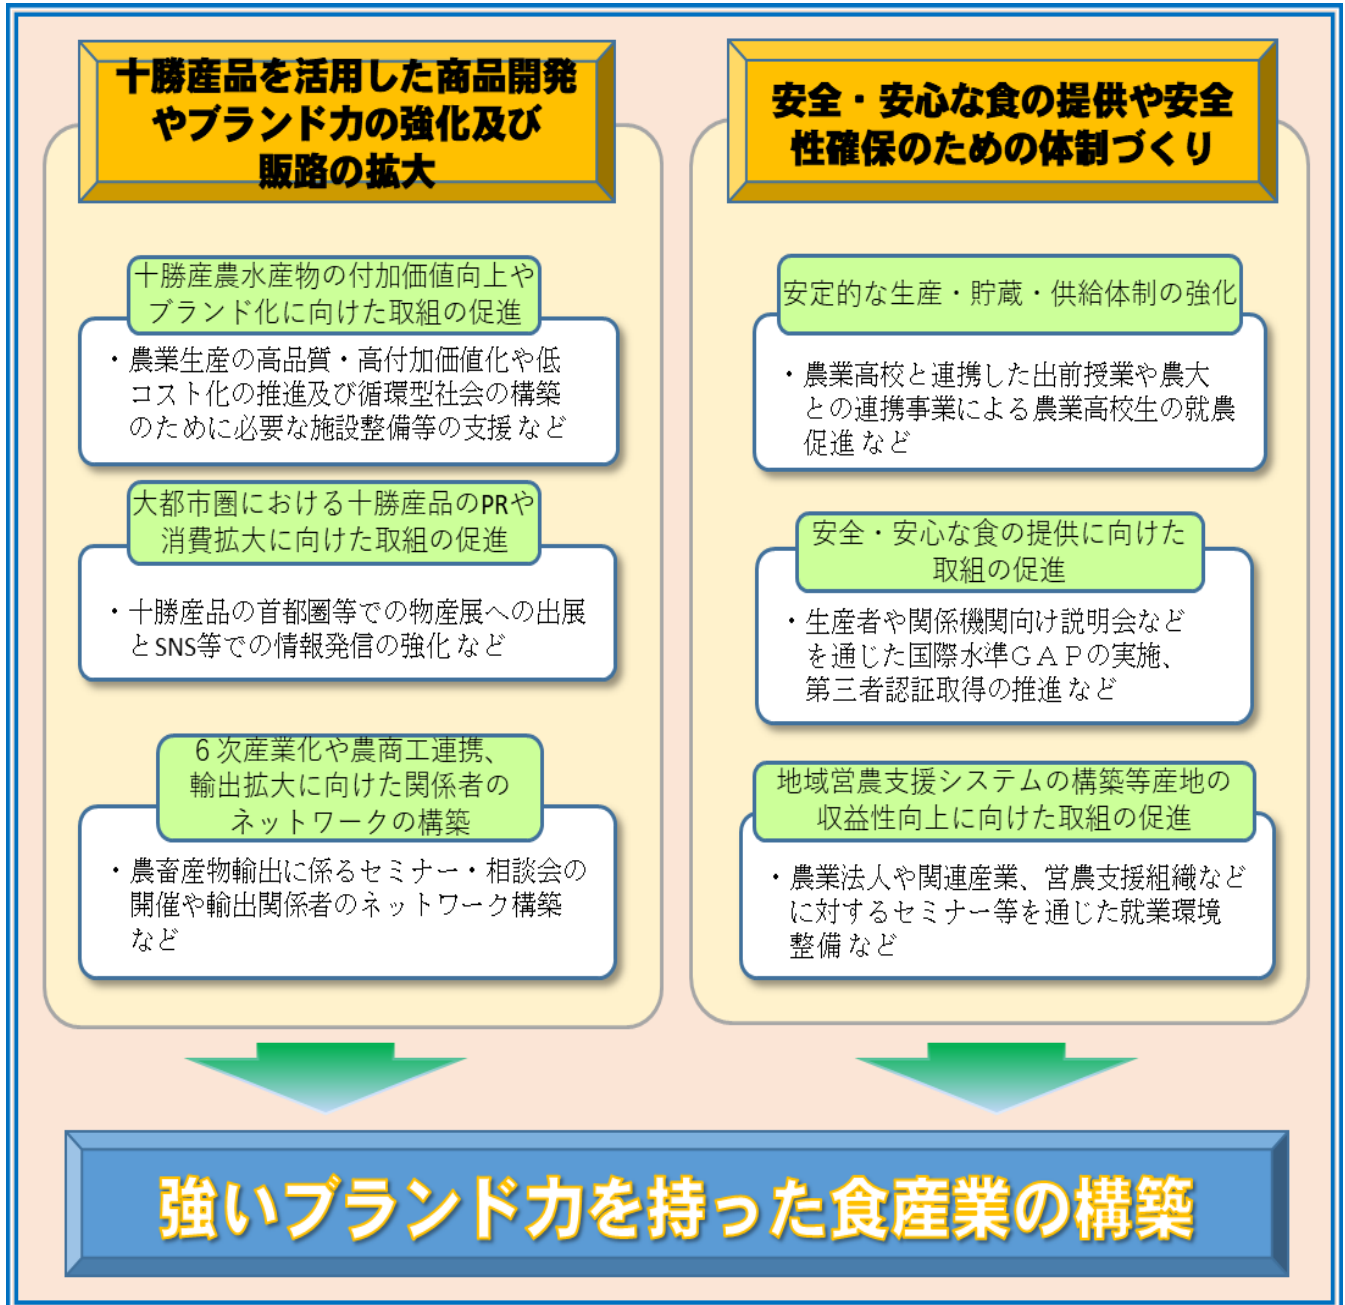 十勝産品を活用した商品開発
やブランド力の強化及び
販路の拡大
十勝産農水産物の付加価値向上や
ブランド化に向けた取組の促進
・農業生産の高品質・高付加価値化や低
コスト化の推進及び循環型社会の構築
のために必要な施設整備等の支援 など
大都市圏における十勝産品のPRや
消費拡大に向けた取組の促進
・十勝産品の首都圏等での物産展への出展
とSNS等での情報発信の強化 など
６次産業化や農商工連携、
輸出拡大に向けた関係者の
ネットワークの構築
・農畜産物輸出に係るセミナー・相談会の
開催や輸出関係者のネットワーク構築
など
安全・安心な食の提供や安全
性確保のための体制づくり
安定的な生産・貯蔵・供給体制の強化
・農業高校と連携した出前授業や農大
との連携事業による農業高校生の就農
促進 など
安全・安心な食の提供に向けた
取組の促進
・生産者や関係機関向け説明会など
を通じた国際水準ＧＡＰの実施、
第三者認証取得の推進 など
地域営農支援システムの構築等産地の
収益性向上に向けた取組の促進
・農業法人や関連産業、営農支援組織など
に対するセミナー等を通じた就業環境
整備 など
強いブランド力を持った食産業の構築